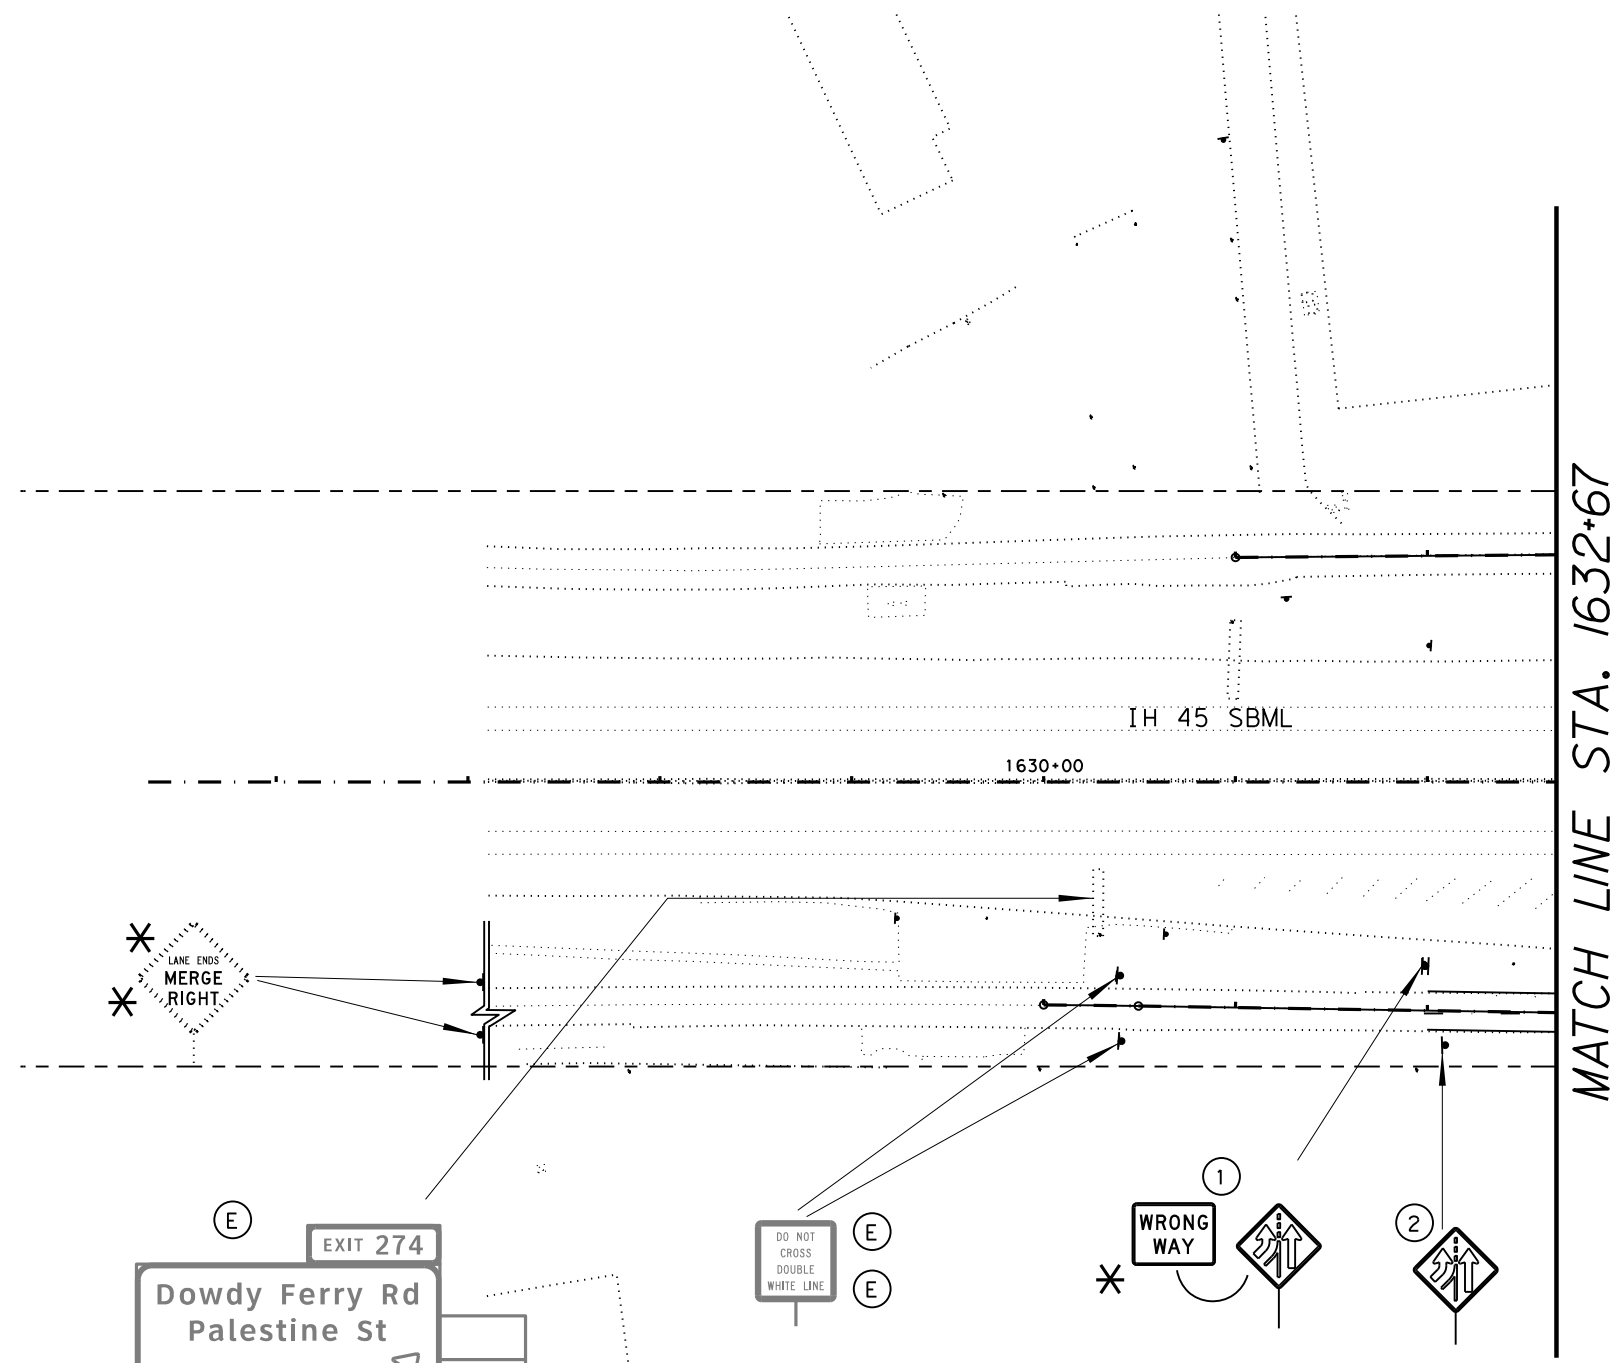 MATCH LINE STA. 1632+67
IH 45 SBML
1630+00
LANE ENDS
MERGE
RIGHT
E
EXIT 274
Dowdy Ferry Rd
Palestine St
DO NOT
CROSS
DOUBLE
WHITE LINE
E
E
1
WRONG
WAY
2